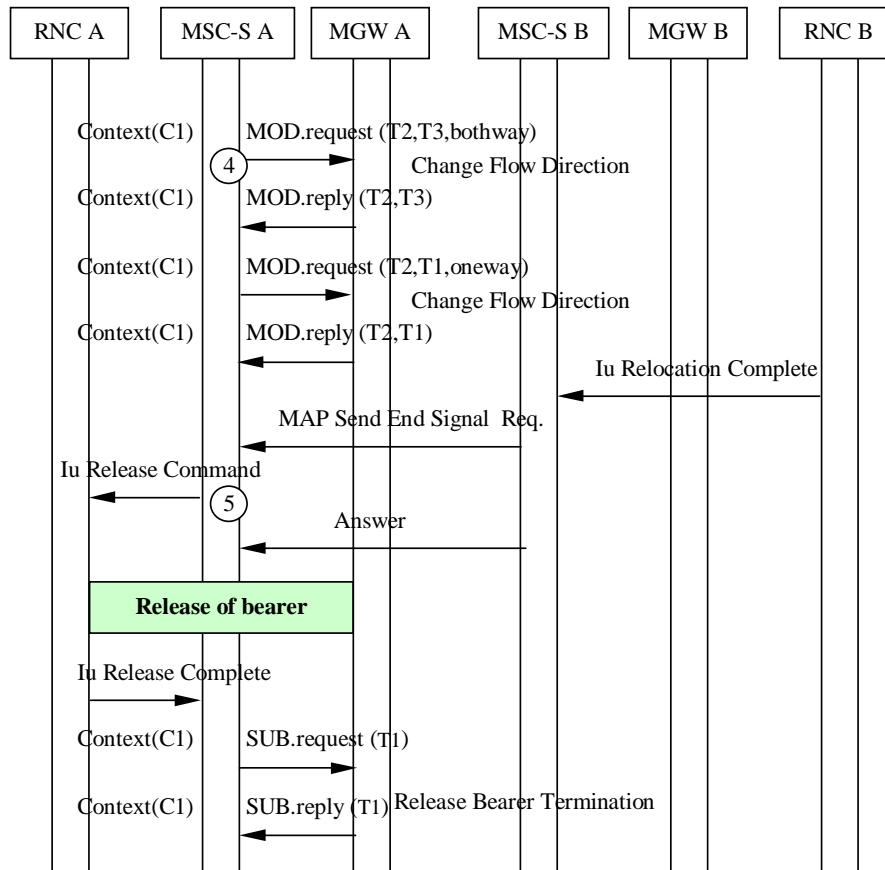 RNC A MSC-S A MGW A MSC-S B MGW B RNC B
Context(C1) MOD.request (T2,T3,bothway)
4 Change Flow Direction
Context(C1) MOD.reply (T2,T3)
Context(C1) MOD.request (T2,T1,oneway)
Change Flow Direction
Context(C1) MOD.reply (T2,T1)
Iu Relocation Complete
MAP Send End Signal Req.
Iu Release Command
5
Answer
Release of bearer
Iu Release Complete
Context(C1) SUB.request (T1)
Context(C1) SUB.reply (T1) Release Bearer Termination